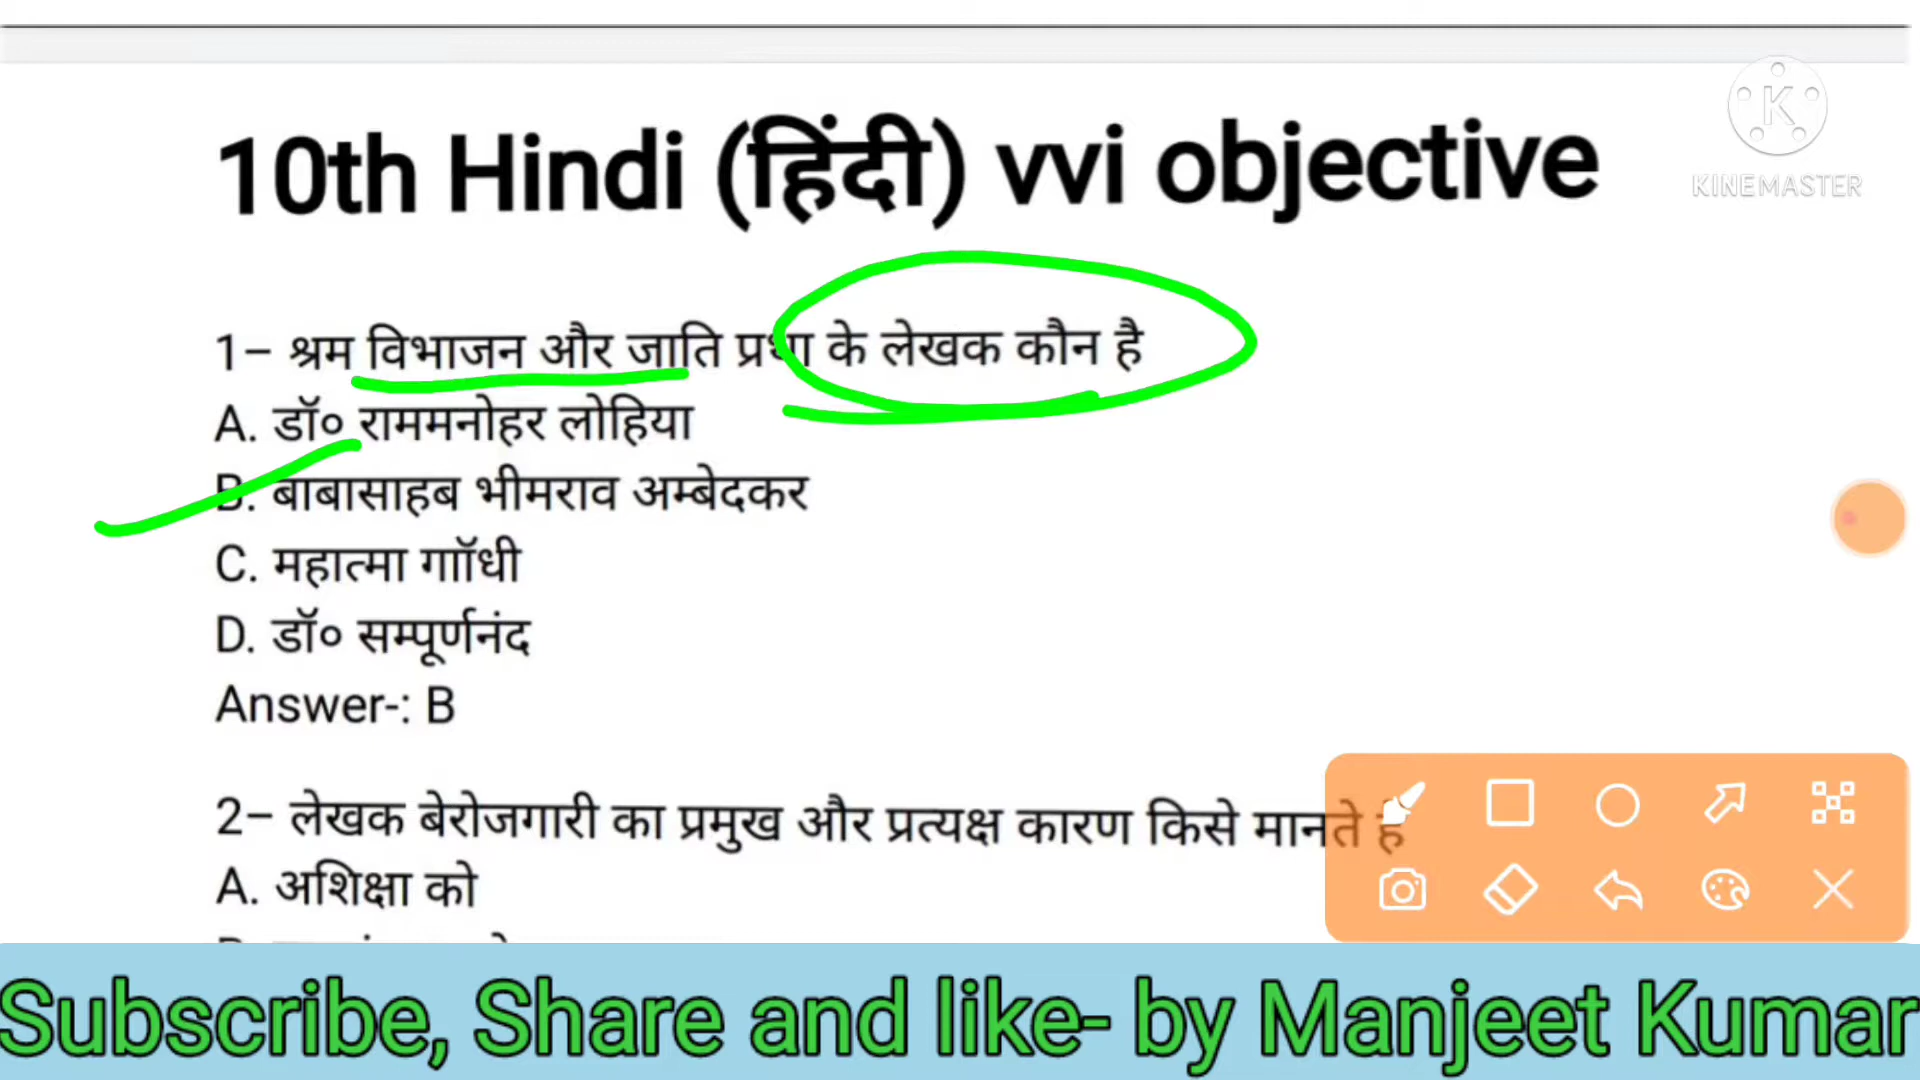 10th Hindi (हिंदी) vvi objective
KINEMASTER
1– श्रम विभाजन और जाति प्रथा के लेखक कौन है
A. डॉ० राममनोहर लोहिया
B. बाबासाहब भीमराव अम्बेदकर
C. महात्मा गाॅाधी
D. डॉ० सम्पूर्णनंद
Answer-: B
2– लेखक बेरोजगारी का प्रमुख और प्रत्यक्ष कारण किसे मानते है
A. अशिक्षा को
Subscribe, Share and like- by Manjeet Kumar